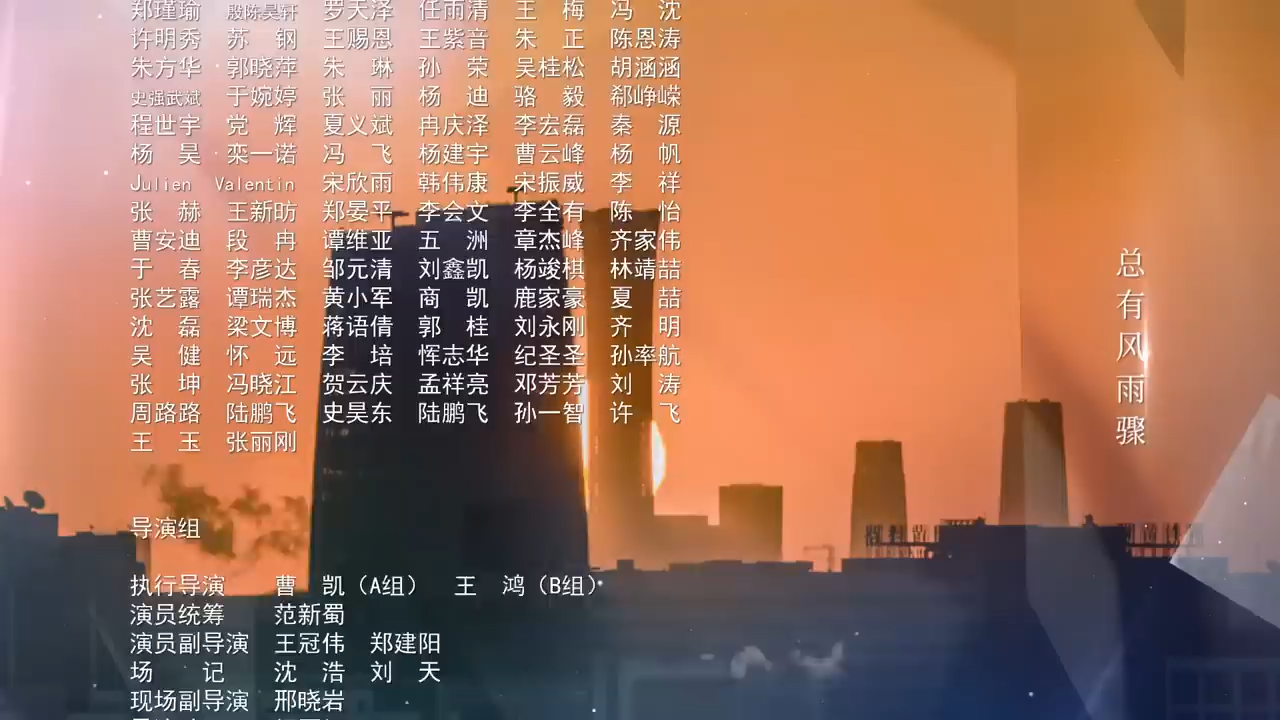 郑瑾瑜 殷陈昊轩 罗天泽 任雨清 王 梅 冯 沈
许明秀 苏 钢 王赐恩 王紫音 朱 正 陈恩涛
朱方华 郭晓萍 朱 琳 孙 荣 吴桂松 胡涵涵
史强武斌 于婉婷 张 丽 杨 迪 骆 毅 郗峥嵘
程世宇 党 辉 夏义斌 冉庆泽 李宏磊 秦 源
杨 昊 栾一诺 冯 飞 杨建宇 曹云峰 杨 帆
Julien Valentin 宋欣雨 韩伟康 宋振威 李 祥
张 赫 王新昉 郑晏平 李会文 李全有 陈 怡
曹安迪 段 冉 谭维亚 五 洲 章杰峰 齐家伟
于 春 李彦达 邹元清 刘鑫凯 杨竣棋 林靖喆
张艺露 谭瑞杰 黄小军 商 凯 鹿家豪 夏 喆
沈 磊 梁文博 蒋语倩 郭 桂 刘永刚 齐 明
吴 健 怀 远 李 培 恽志华 纪圣圣 孙率航
张 坤 冯晓江 贺云庆 孟祥亮 邓芳芳 刘 涛
周路路 陆鹏飞 史昊东 陆鹏飞 孙一智 许 飞
王 玉 张丽刚
导演组
执行导演 曹 凯（A组） 王 鸿（B组）
演员统筹 范新蜀
演员副导演 王冠伟 郑建阳
场 记 沈 浩 刘 天
现场副导演 邢晓岩
总有风雨骤